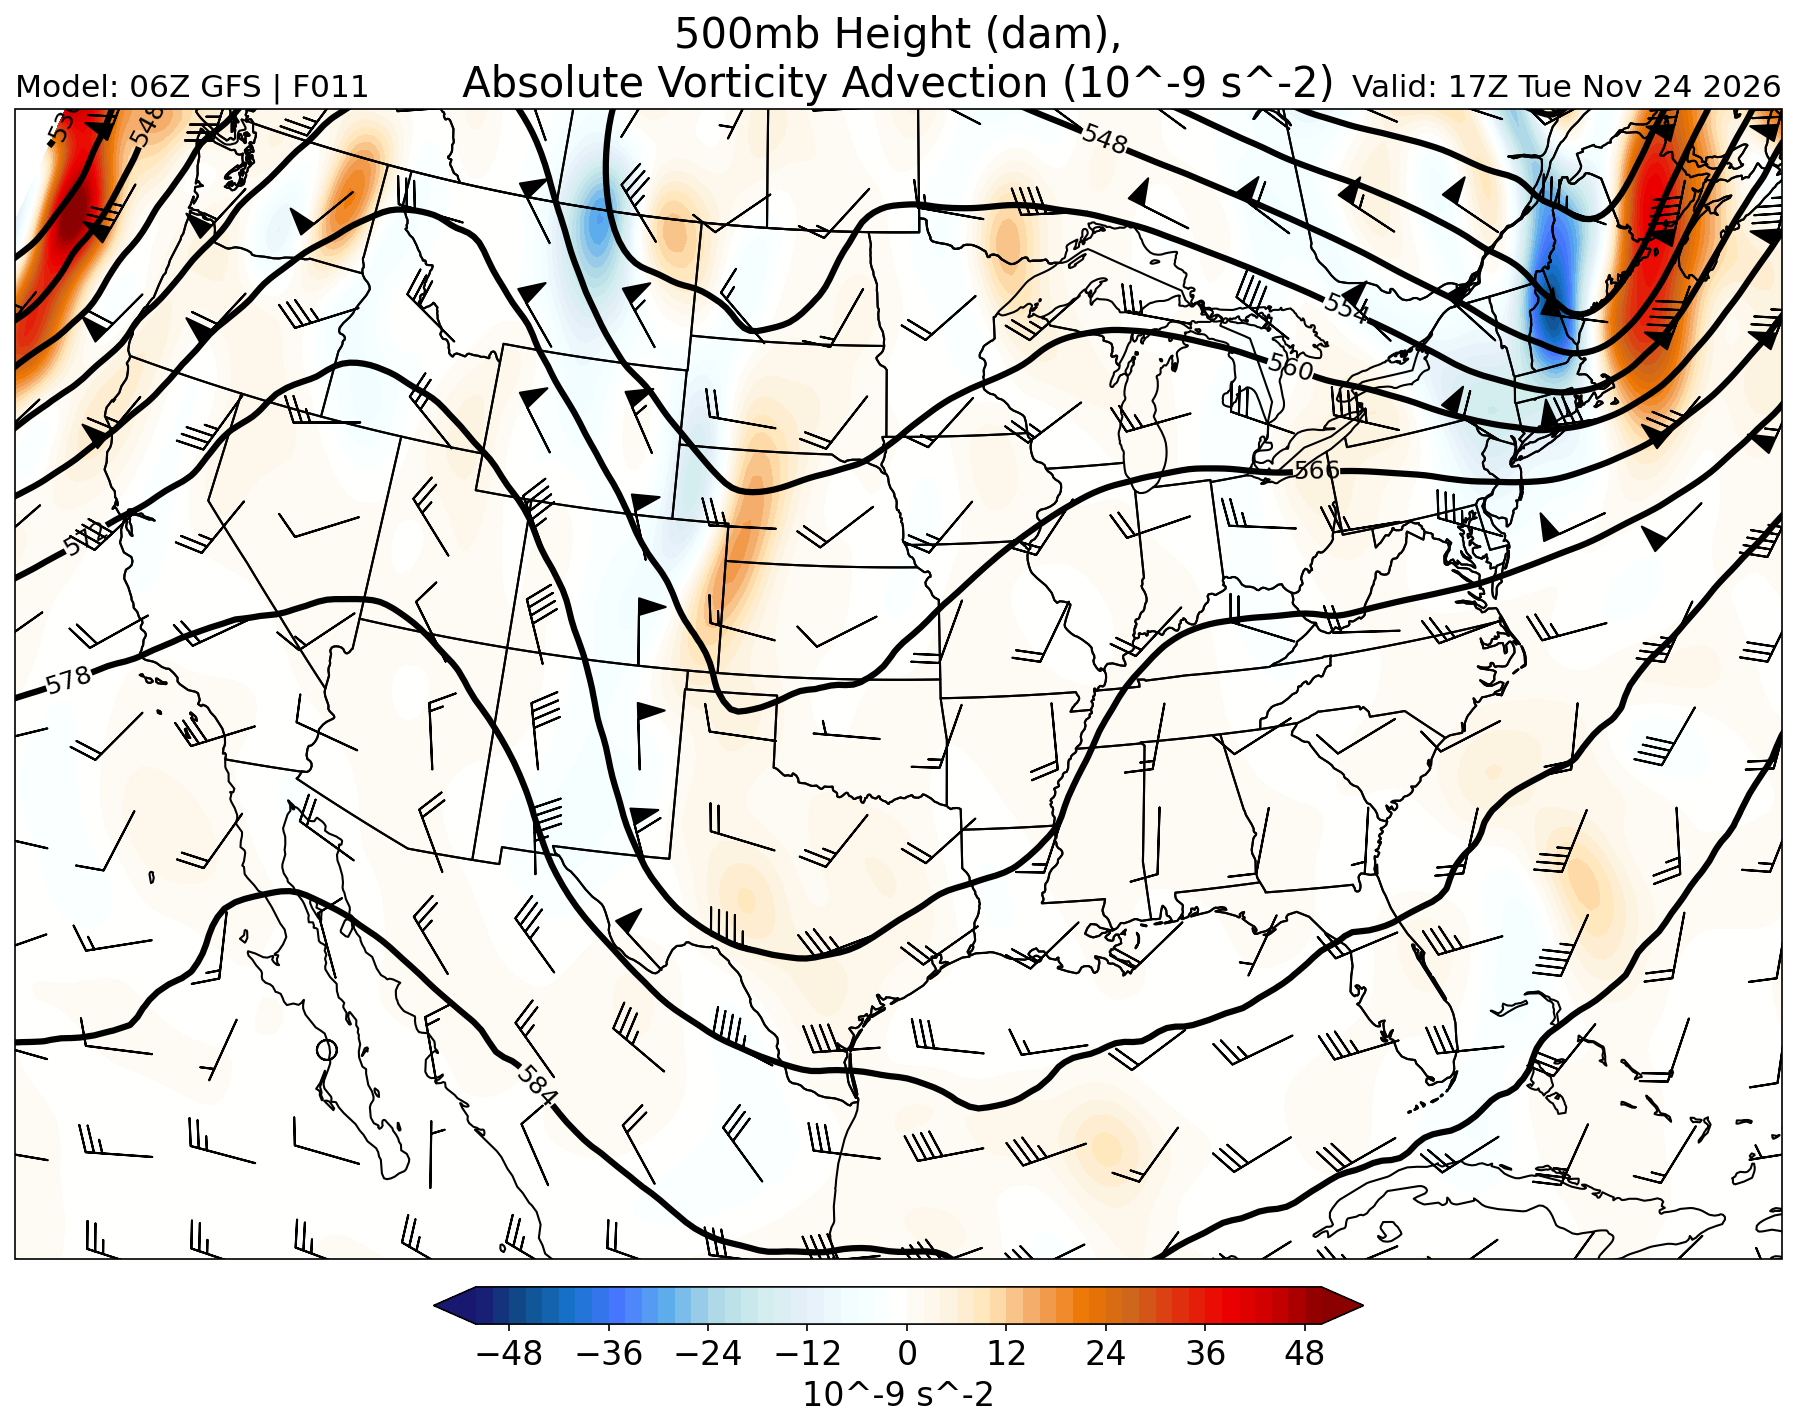 500mb Height (dam),
Model: 06Z GFS | F011
Absolute Vorticity Advection (10^-9 s^-2)
Valid: 17Z Tue Nov 24 2026
548
548
554
560
566
578
584
−48 −36 −24 −12 0 12 24 36 48
10^-9 s^-2